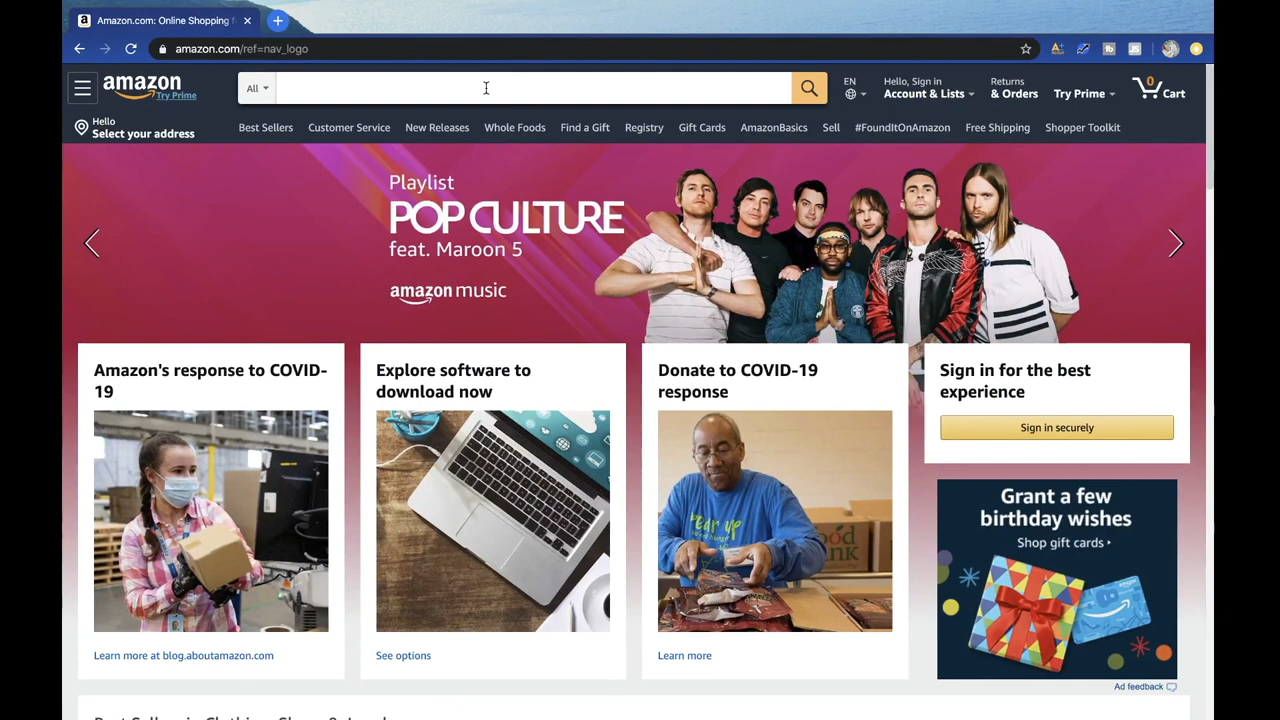 Amazon.com: Online Shopping f
amazon.com/ref=nav_logo
amazon
Try Prime
All
EN
Hello, Sign in
Account & Lists
Returns
& Orders
Try Prime
0
Cart
Hello
Select your address
Best Sellers Customer Service New Releases Whole Foods Find a Gift Registry Gift Cards AmazonBasics Sell #FoundItOnAmazon Free Shipping Shopper Toolkit
Playlist
POP CULTURE
feat. Maroon 5
amazon music
Amazon's response to COVID-
19
Learn more at blog.aboutamazon.com
Explore software to
download now
See options
Donate to COVID-19
response
Learn more
Sign in for the best
experience
Sign in securely
Grant a few
birthday wishes
Shop gift cards
Ad feedback